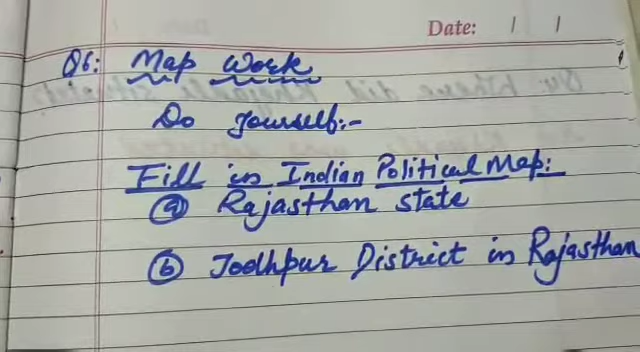 Date: / /
Q6: Map Work
Do yourself:-
Fill in Indian Political Map:
(a) Rajasthan state
(b) Jodhpur District in Rajasthan